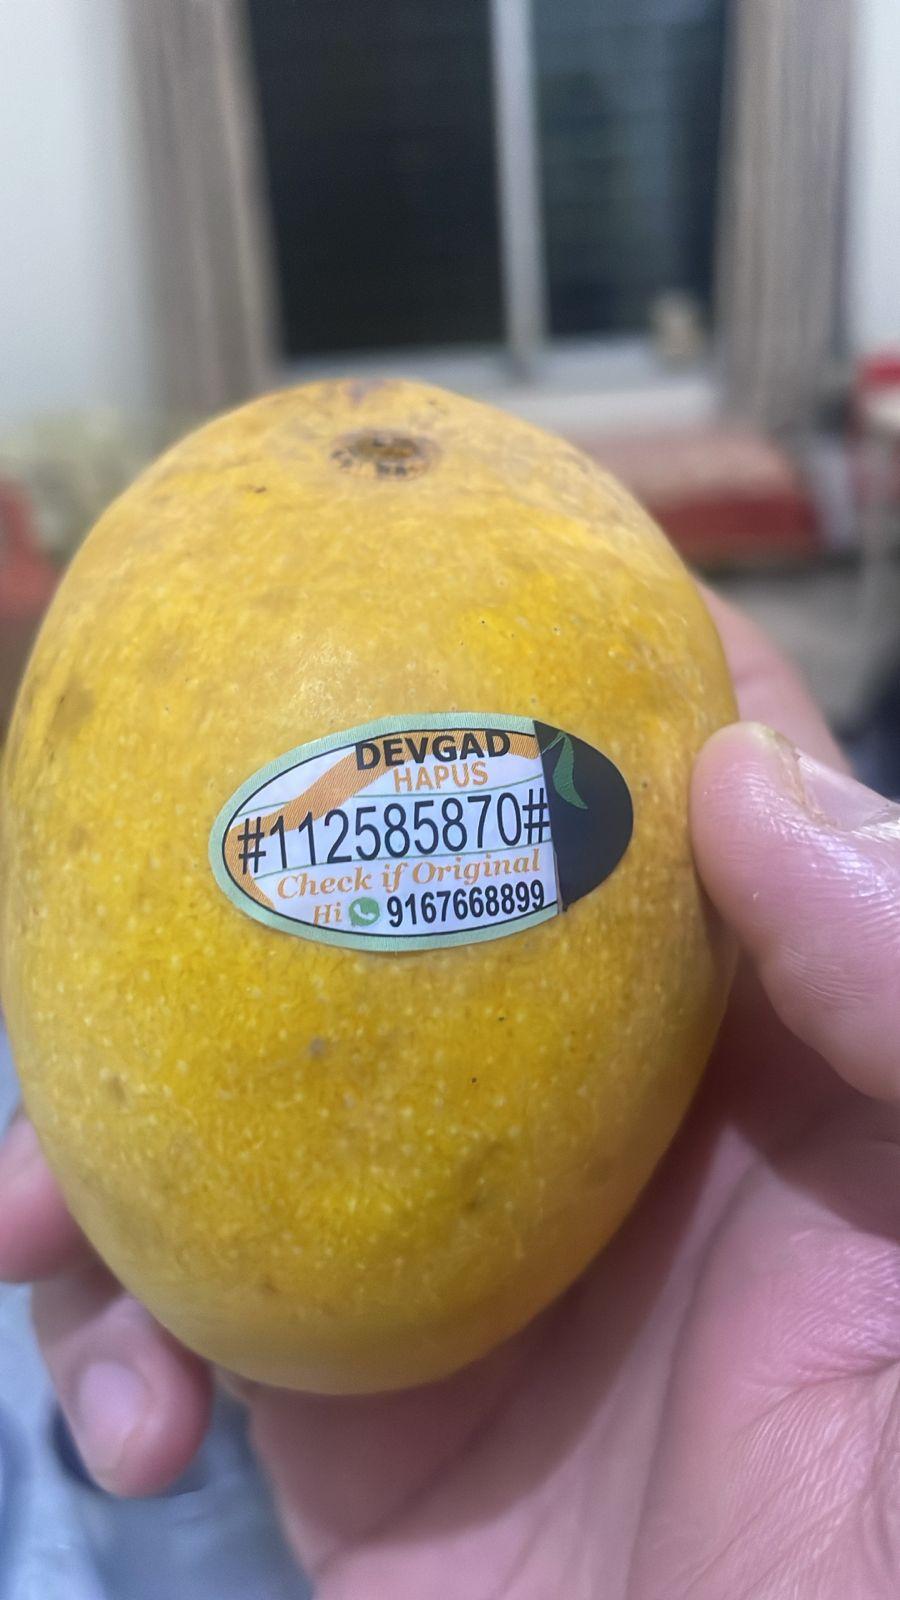 DEVGAD
HAPUS
#112585870#
Check if Original
Hi 9167668899